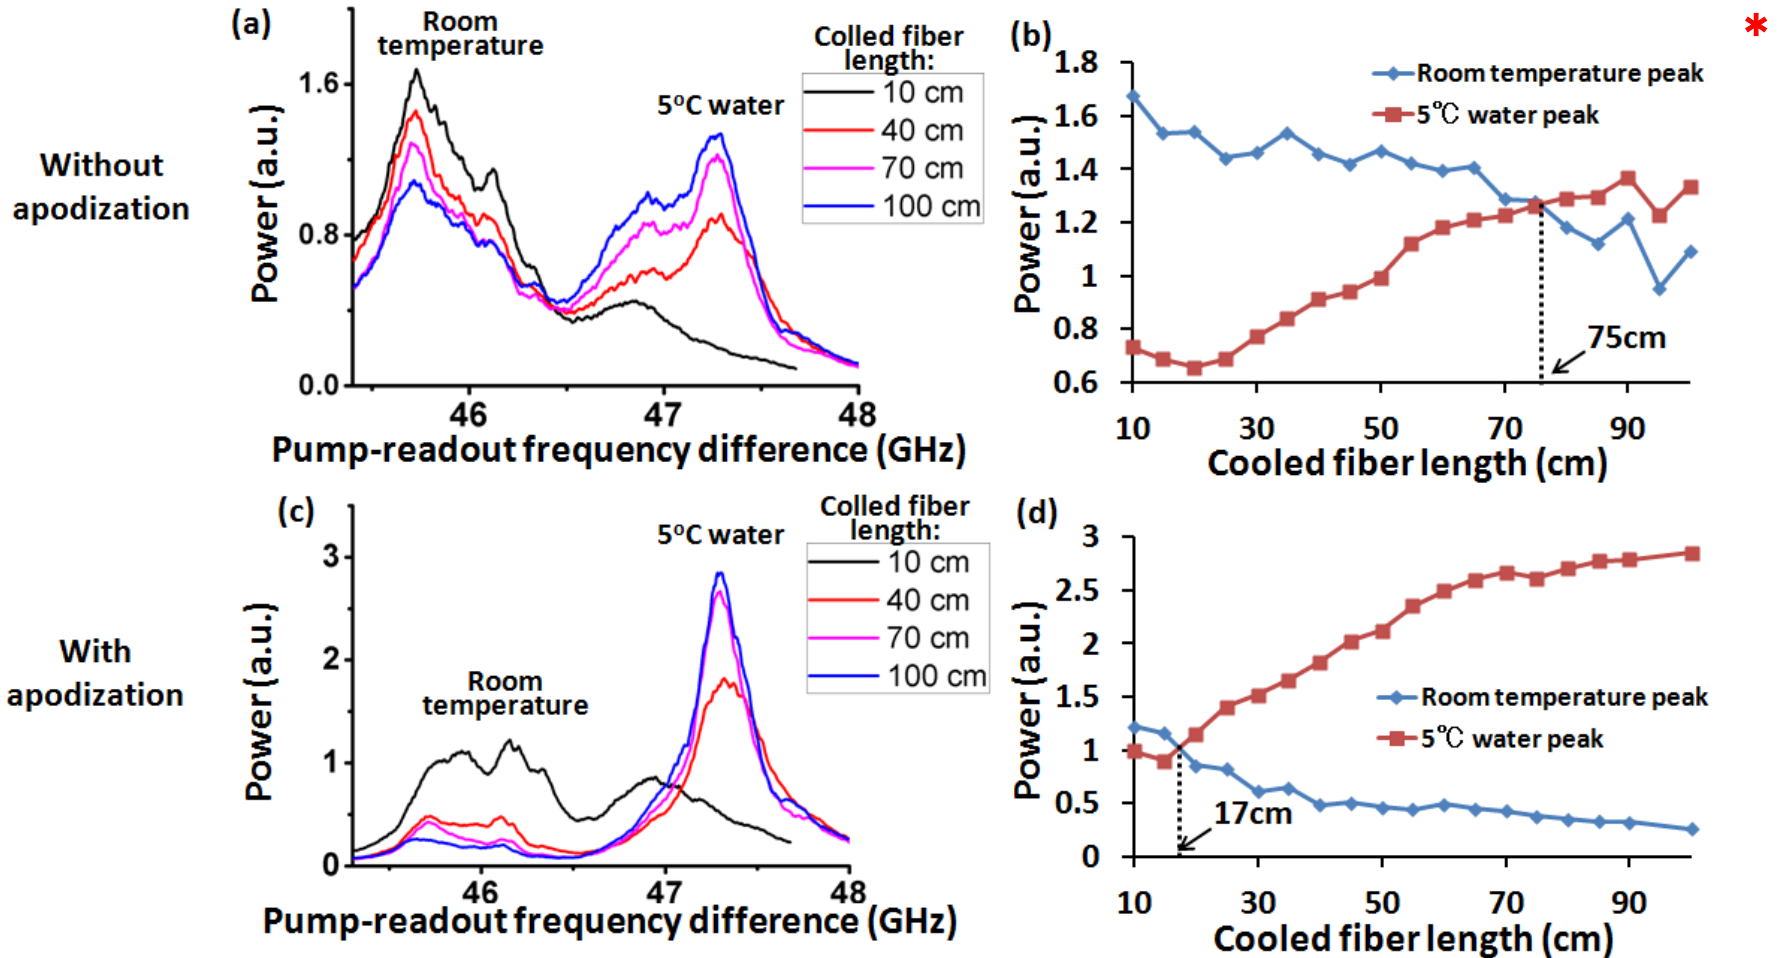 (a)
Room
temperature
5°C water
Colled fiber
length:
10 cm
40 cm
70 cm
100 cm
Without
apodization
Power (a.u.)
1.6
0.8
0.0
46 47 48
Pump-readout frequency difference (GHz)
(b)
*
Room temperature peak
5℃ water peak
Power (a.u.)
1.8
1.6
1.4
1.2
1
0.8
0.6
75cm
10 30 50 70 90
Cooled fiber length (cm)
(c)
Colled fiber
length:
5°C water
10 cm
40 cm
70 cm
100 cm
With
apodization
Room
temperature
Power (a.u.)
3
2
1
0
46 47 48
Pump-readout frequency difference (GHz)
(d)
Power (a.u.)
3
2.5
2
1.5
1
0.5
0
Room temperature peak
5℃ water peak
17cm
10 30 50 70 90
Cooled fiber length (cm)